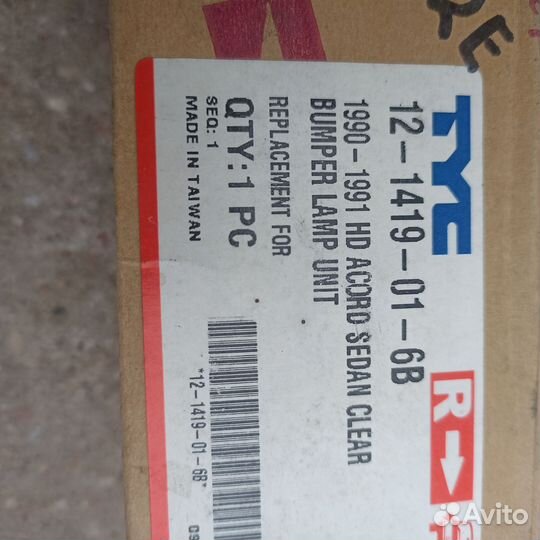 TYC
12-1419-01-6B
1990-1991 HD ACORD SEDAN CLEAR
BUMPER LAMP UNIT
REPLACEMENT FOR
QTY:1 PC
SEQ: 1
MADE IN TAIWAN
*12-1419-01-6B*
R
Avito